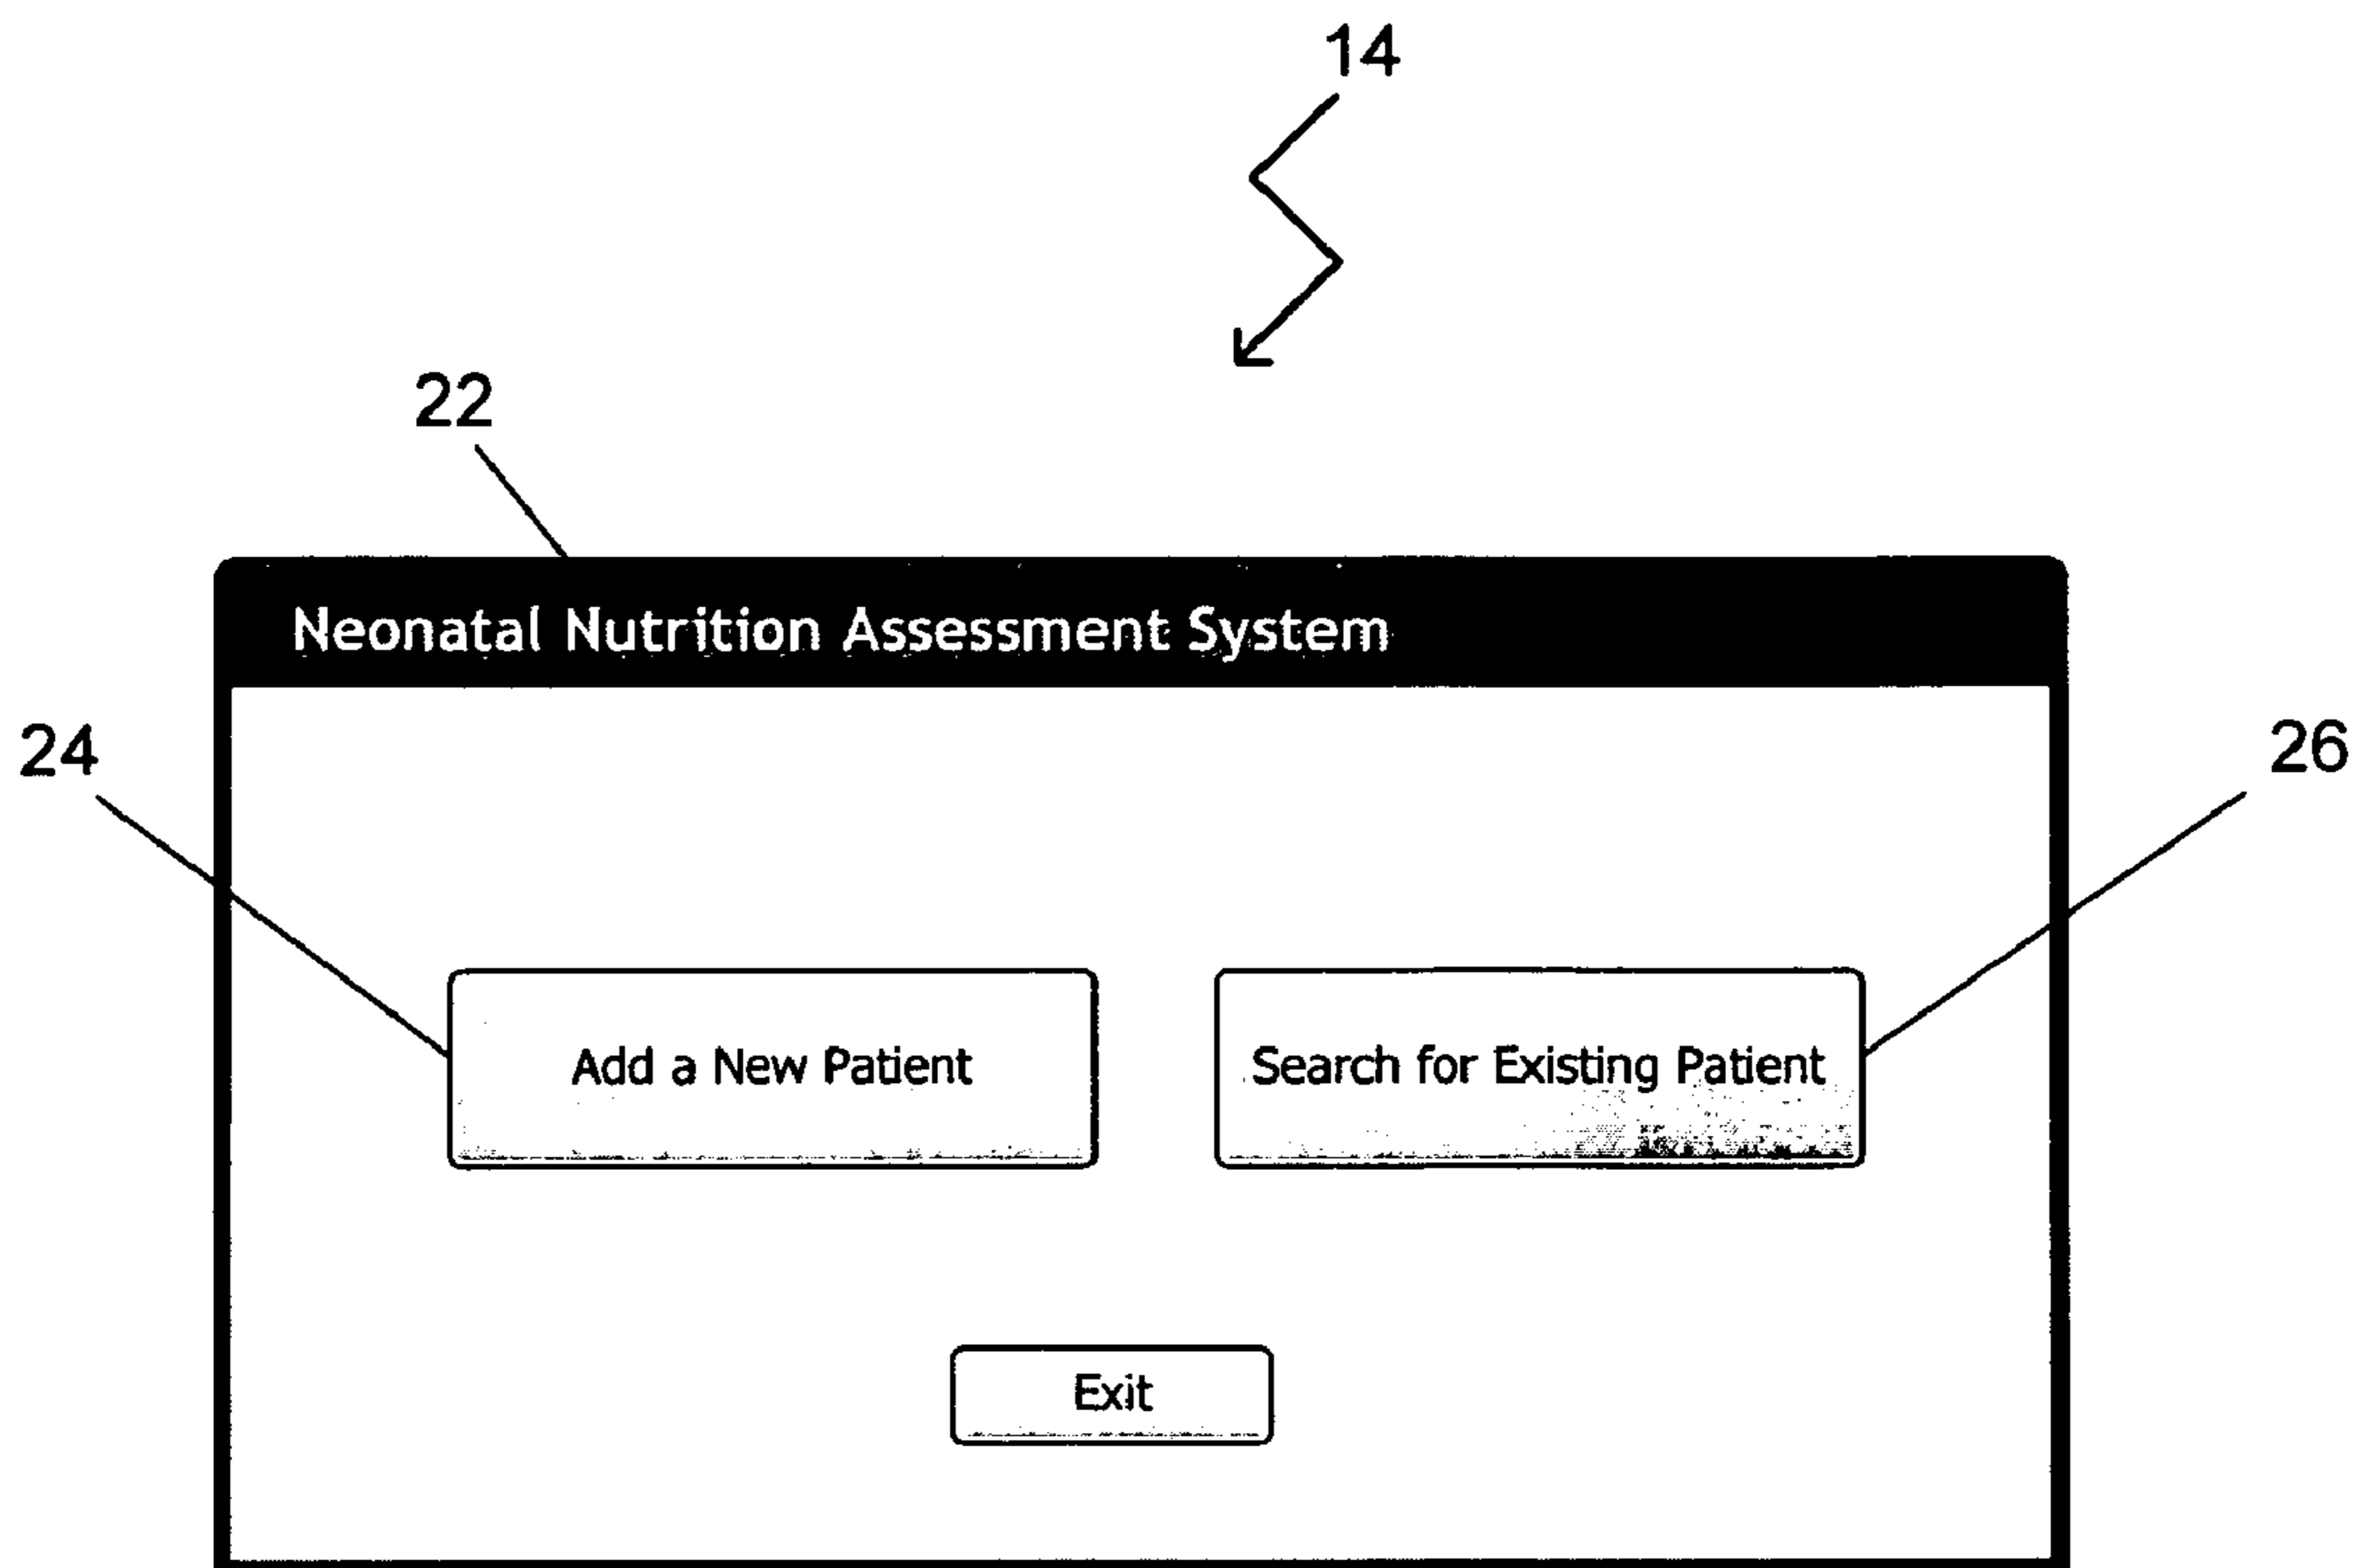 14
22
Neonatal Nutrition Assessment System
24
26
Add a New Patient
Search for Existing Patient
Exit